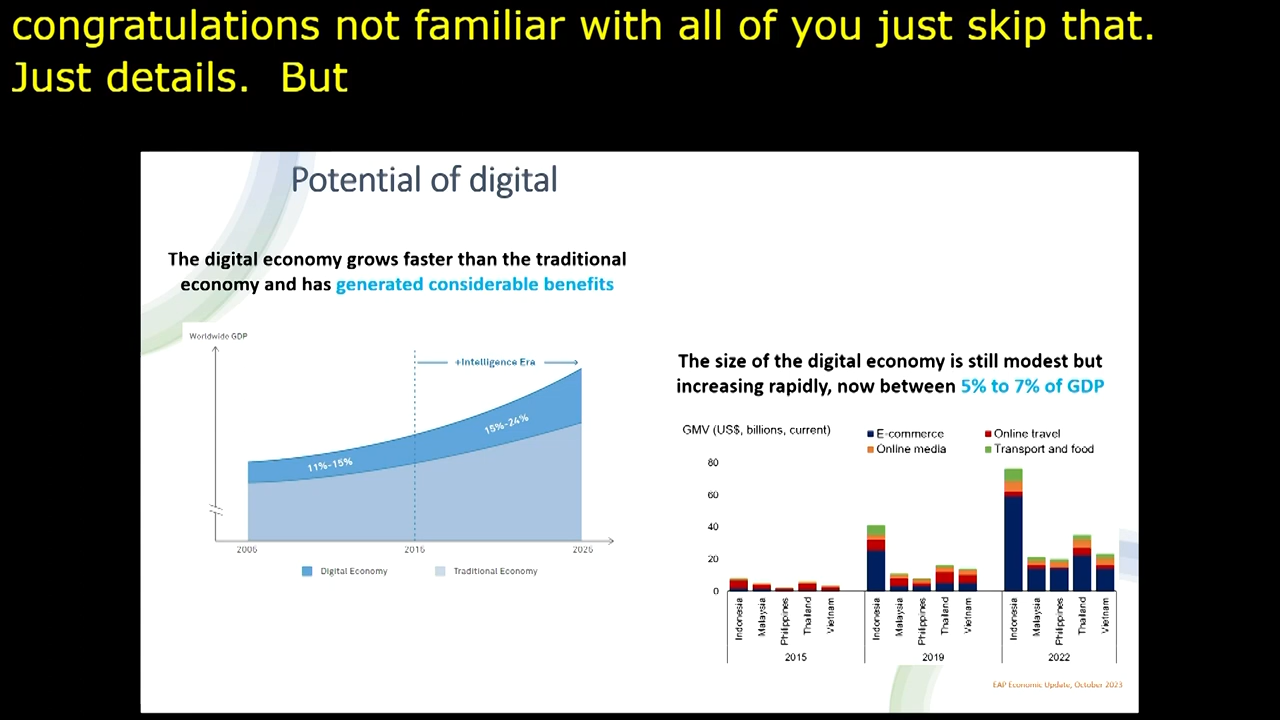 congratulations not familiar with all of you just skip that.
Just details.  But
Potential of digital
The digital economy grows faster than the traditional
economy and has generated considerable benefits
Worldwide GDP
+Intelligence Era
15%-24%
11%-15%
2006
2016
2026
Digital Economy
Traditional Economy
The size of the digital economy is still modest but
increasing rapidly, now between 5% to 7% of GDP
GMV (US$, billions, current)
E-commerce
Online travel
Online media
Transport and food
80
60
40
20
0
Indonesia
Malaysia
Philippines
Thailand
Vietnam
Indonesia
Malaysia
Philippines
Thailand
Vietnam
Indonesia
Malaysia
Philippines
Thailand
Vietnam
2015
2019
2022
EAP Economic Update, October 2023